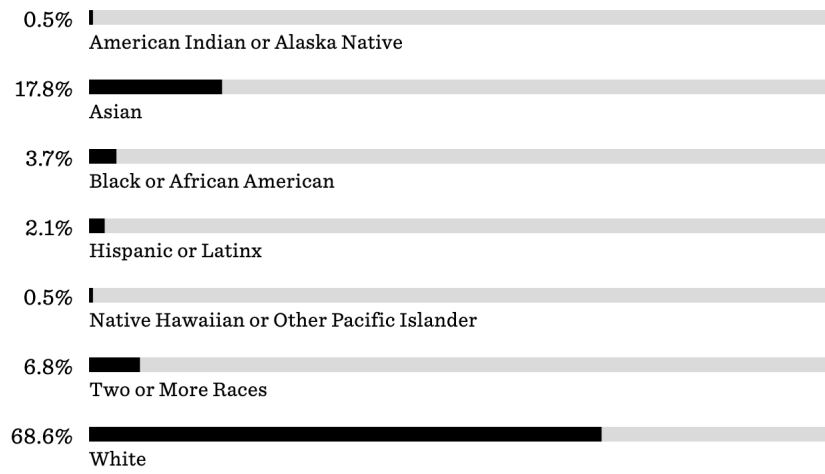 0.5%
American Indian or Alaska Native
17.8%
Asian
3.7%
Black or African American
2.1%
Hispanic or Latinx
0.5%
Native Hawaiian or Other Pacific Islander
6.8%
Two or More Races
68.6%
White